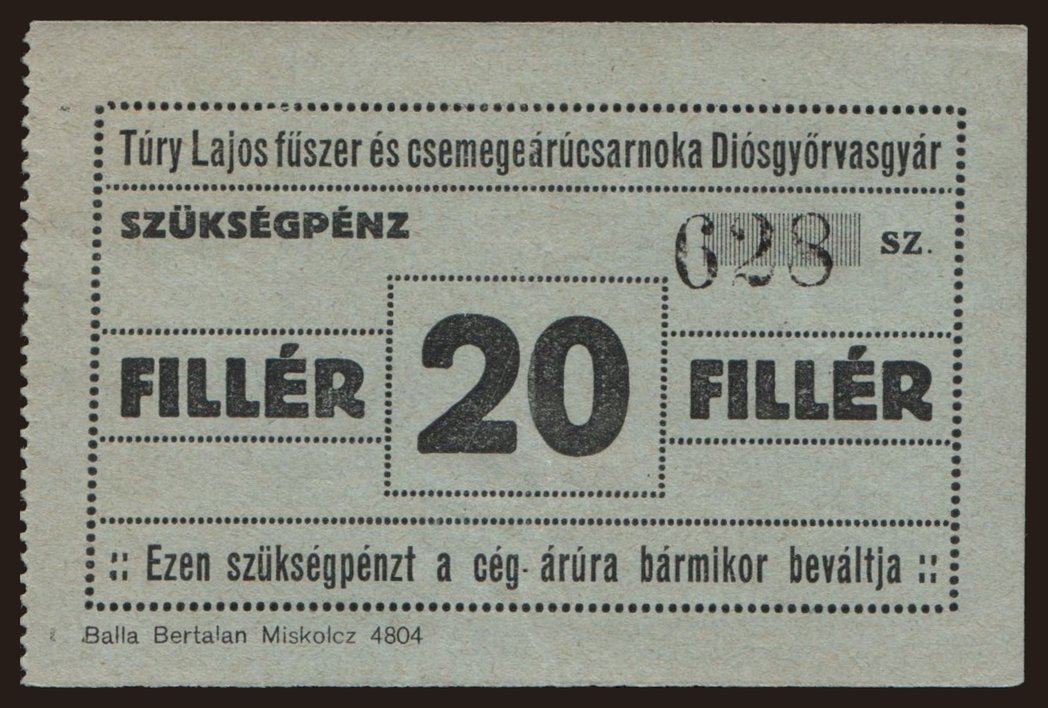 Túry Lajos fűszer és csemegeárúcsarnoka Diósgyőrvasgyár
SZÜKSÉGPÉNZ 628 SZ.
FILLÉR 20 FILLÉR
:: Ezen szükségpénzt a cég- árúra bármikor beváltja ::
Balla Bertalan Miskolcz 4804